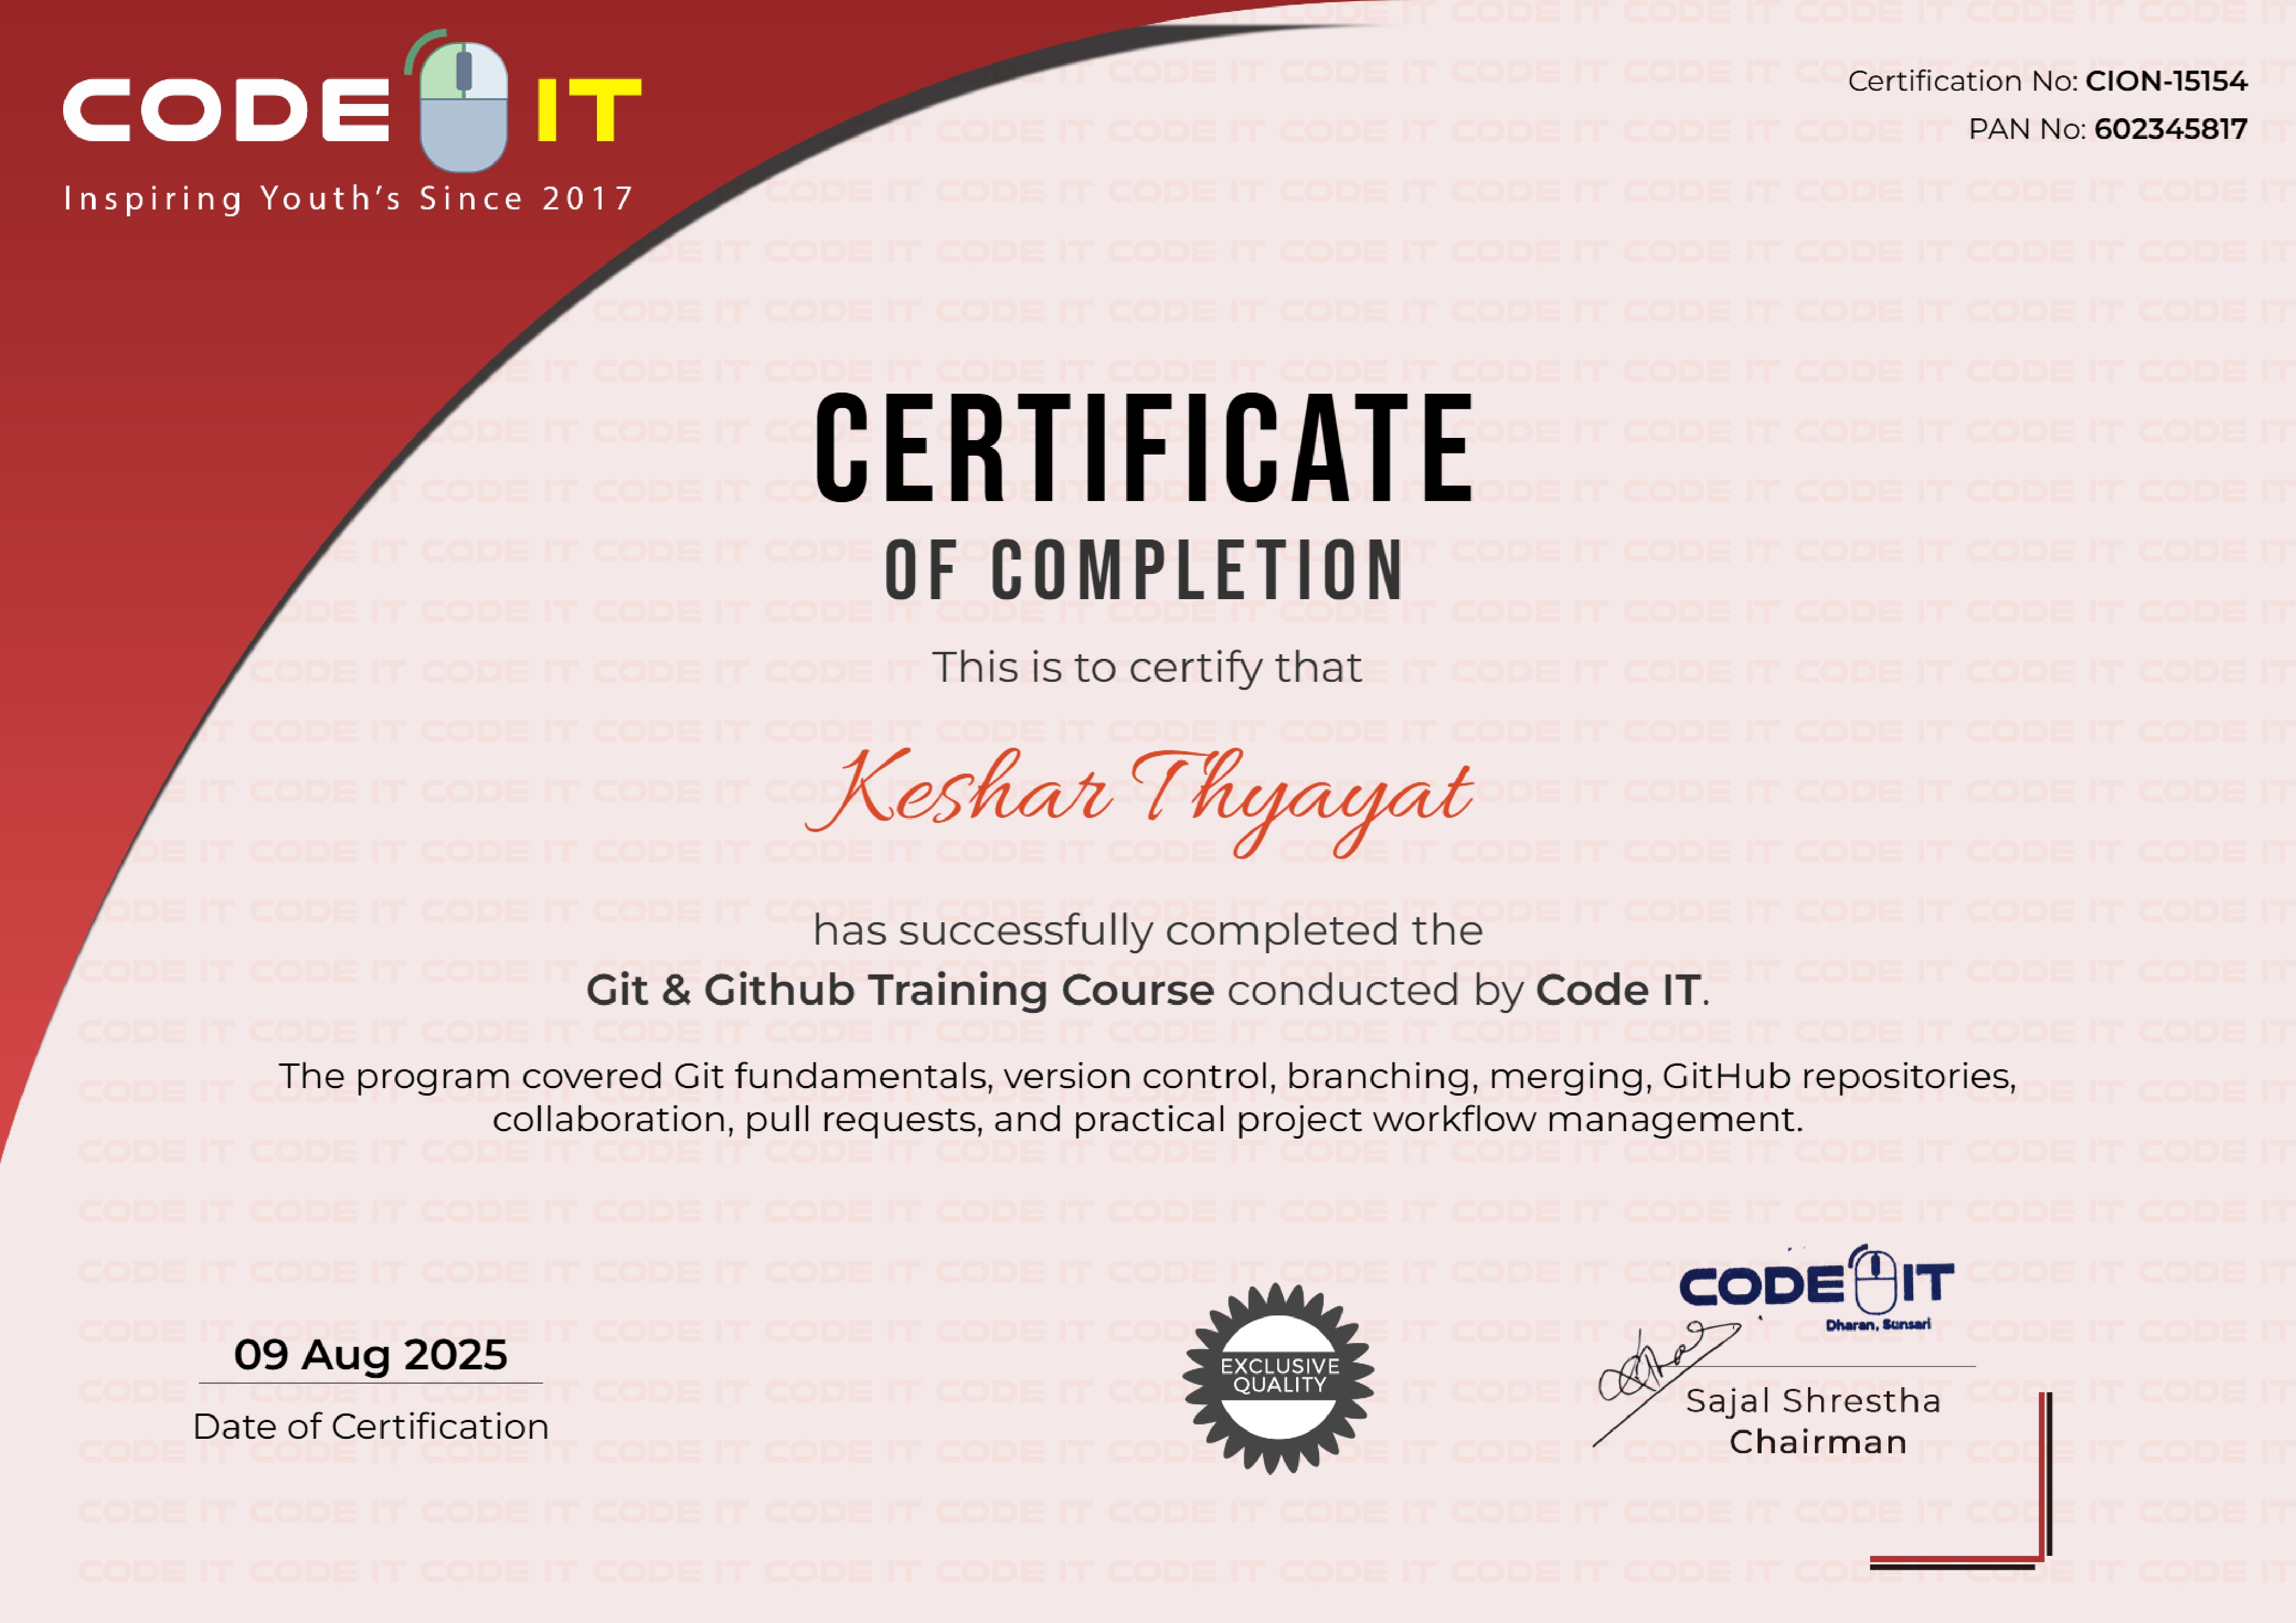 CODE IT
Inspiring Youth's Since 2017
Certification No: CION-15154
PAN No: 602345817
CERTIFICATE
OF COMPLETION
This is to certify that
Keshar Thyayat
has successfully completed the
Git & Github Training Course conducted by Code IT.
The program covered Git fundamentals, version control, branching, merging, GitHub repositories,
collaboration, pull requests, and practical project workflow management.
09 Aug 2025
Date of Certification
EXCLUSIVE
QUALITY
CODE IT
Dharan, Sunsari
Sajal Shrestha
Chairman